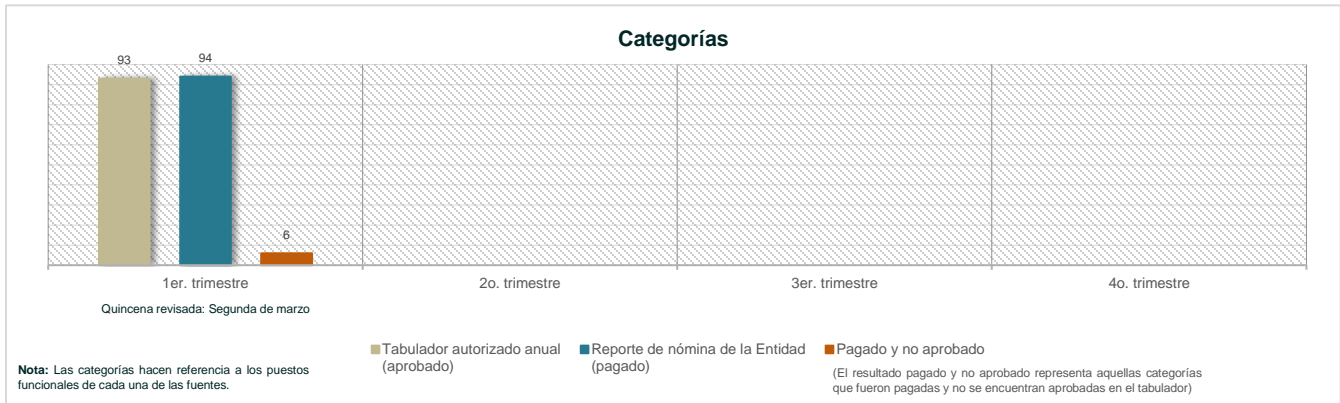 Categorías
93
94
6
1er. trimestre
2o. trimestre
3er. trimestre
4o. trimestre
Quincena revisada: Segunda de marzo
Tabulador autorizado anual
(aprobado)
Reporte de nómina de la Entidad
(pagado)
Pagado y no aprobado
(El resultado pagado y no aprobado representa aquellas categorías
que fueron pagadas y no se encuentran aprobadas en el tabulador)
Nota: Las categorías hacen referencia a los puestos
funcionales de cada una de las fuentes.